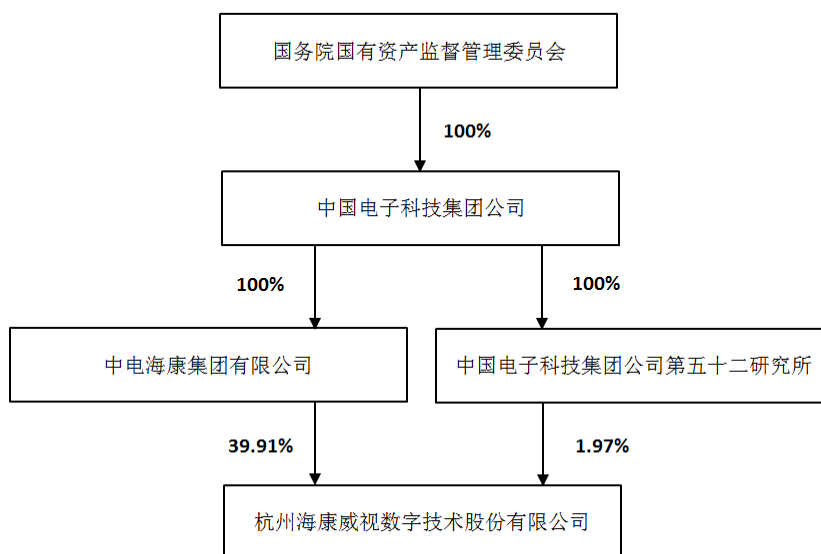 国务院国有资产监督管理委员会
100%
中国电子科技集团公司
100%
100%
中电海康集团有限公司
中国电子科技集团公司第五十二研究所
39.91%
1.97%
杭州海康威视数字技术股份有限公司